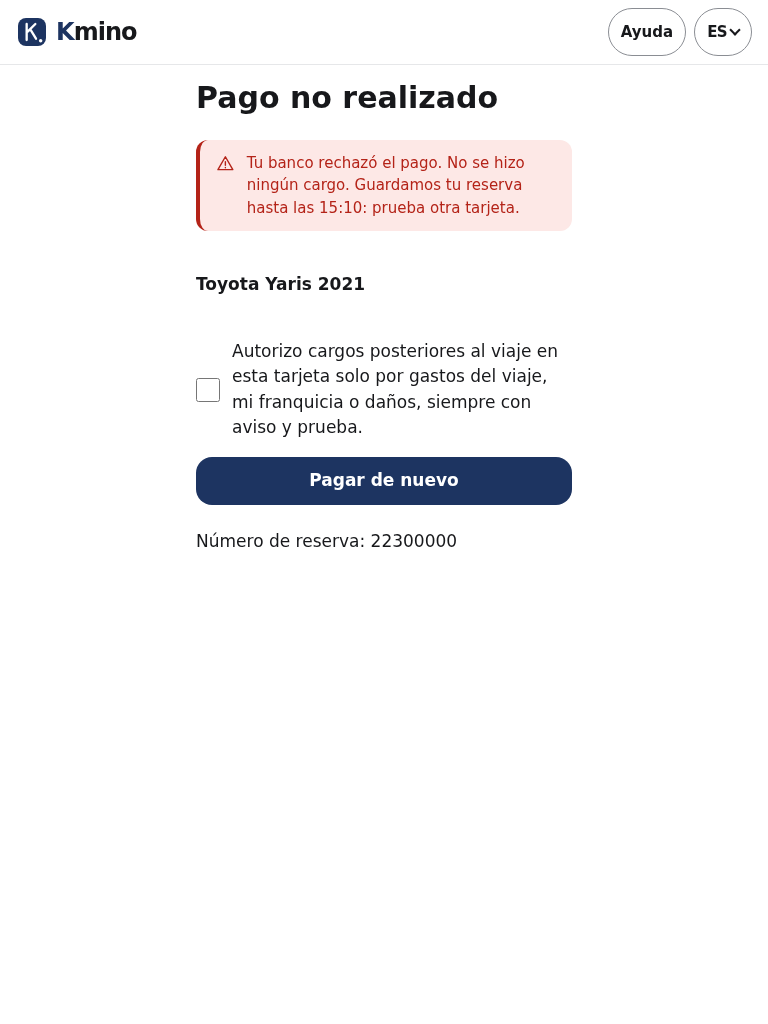 K. Kmino
Ayuda
ES
Pago no realizado
Tu banco rechazó el pago. No se hizo
ningún cargo. Guardamos tu reserva
hasta las 15:10: prueba otra tarjeta.
Toyota Yaris 2021
Autorizo cargos posteriores al viaje en
esta tarjeta solo por gastos del viaje,
mi franquicia o daños, siempre con
aviso y prueba.
Pagar de nuevo
Número de reserva: 22300000